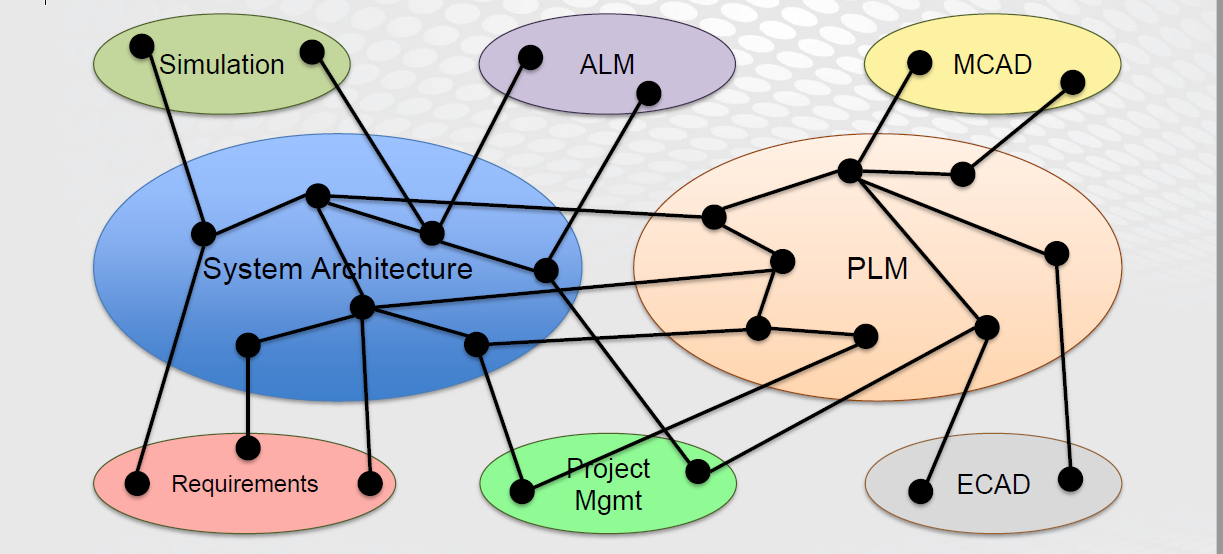 Simulation
ALM
MCAD
System Architecture
PLM
Requirements
Project
Mgmt
ECAD